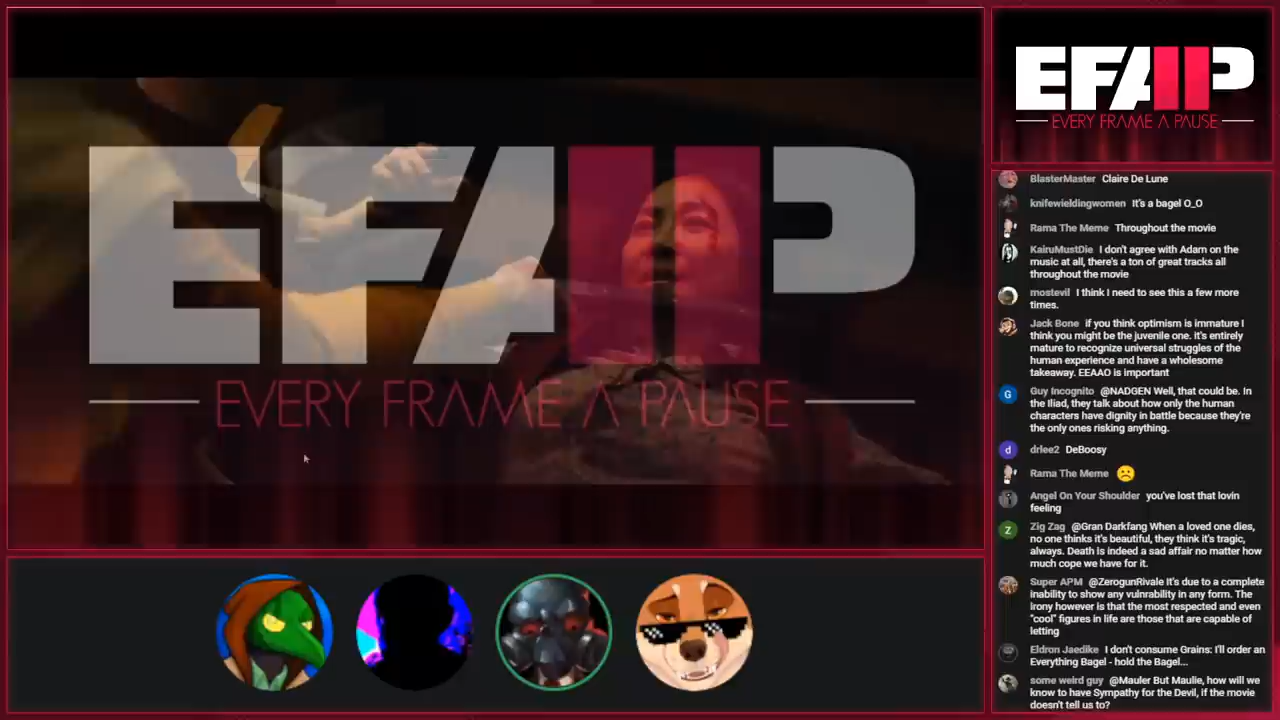 EFAP
EVERY FRAME A PAUSE
EFAP
EVERY FRAME A PAUSE
BlasterMaster Claire De Lune
knifewieldingwomen It's a bagel O_O
Rama The Meme Throughout the movie
KairuMustDie I don't agree with Adam on the
music at all, there's a ton of great tracks all
throughout the movie
mostevil I think I need to see this a few more
times.
Jack Bone if you think optimism is immature I
think you might be the juvenile one. It's entirely
mature to recognize universal struggles of the
human experience and have a wholesome
takeaway. EEAAO is important
G
Guy Incognito @NADGEN Well, that could be. In
the Iliad, they talk about how only the human
characters have dignity in battle because they're
the only ones risking anything.
d
drlee2 DeBoosy
Rama The Meme
Angel On Your Shoulder you've lost that lovin
feeling
Z
Zig Zag @Gran Darkfang When a loved one dies,
no one thinks it's beautiful, they think it's tragic,
always. Death is indeed a sad affair no matter how
much cope we have for it.
Super APM @ZerogunRivale It's due to a complete
inability to show any vulnrability in any form. The
Irony however is that the most respected and even
"cool" figures in life are those that are capable of
letting
Eldron Jaedike I don't consume Grains: I'll order an
Everything Bagel - hold the Bagel...
some weird guy @Mauler But Maulie, how will we
know to have Sympathy for the Devil, if the movie
doesn't tell us to?